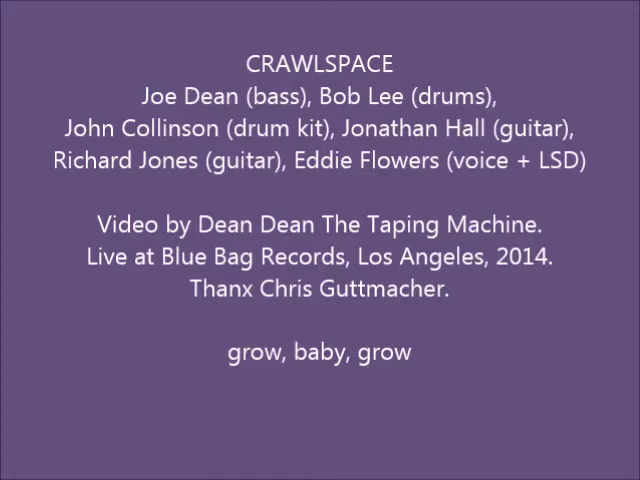 CRAWLSPACE
Joe Dean (bass), Bob Lee (drums),
John Collinson (drum kit), Jonathan Hall (guitar),
Richard Jones (guitar), Eddie Flowers (voice + LSD)
Video by Dean Dean The Taping Machine.
Live at Blue Bag Records, Los Angeles, 2014.
Thanx Chris Guttmacher.
grow, baby, grow